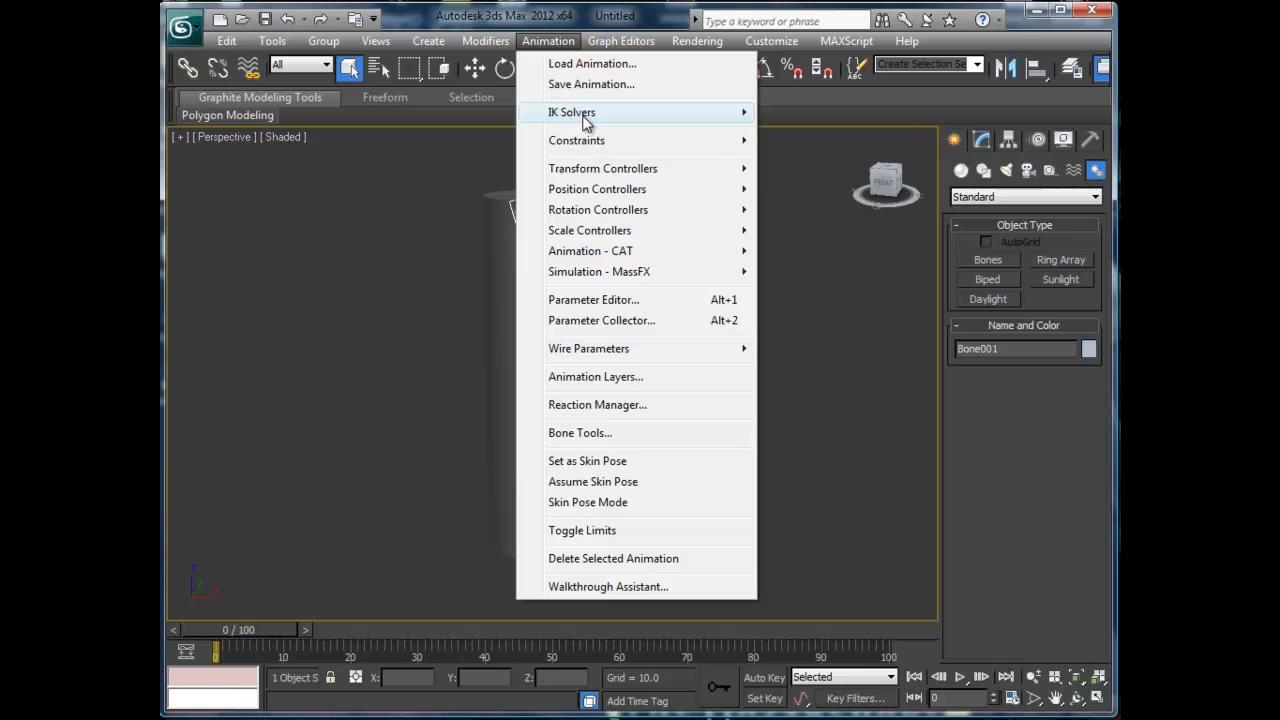 Autodesk 3ds Max 2012 x64 Untitled
Type a keyword or phrase
Edit Tools Group Views Create Modifiers Animation Graph Editors Rendering Customize MAXScript Help
All
Create Selection Se
Graphite Modeling Tools Freeform Selection
Polygon Modeling
[ + ] [ Perspective ] [ Shaded ]
Load Animation...
Save Animation...
IK Solvers
Constraints
Transform Controllers
Position Controllers
Rotation Controllers
Scale Controllers
Animation - CAT
Simulation - MassFX
Parameter Editor... Alt+1
Parameter Collector... Alt+2
Wire Parameters
Animation Layers...
Reaction Manager...
Bone Tools...
Set as Skin Pose
Assume Skin Pose
Skin Pose Mode
Toggle Limits
Delete Selected Animation
Walkthrough Assistant...
FRONT
Standard
- Object Type
AutoGrid
Bones Ring Array
Biped Sunlight
Daylight
- Name and Color
Bone001
z
y
x
< 0 / 100 >
0 10 20 30 40 50 60 70 80 90 100
1 Object S X: Y: Z: Grid = 10.0 Auto Key Selected
Add Time Tag Set Key Key Filters... 0